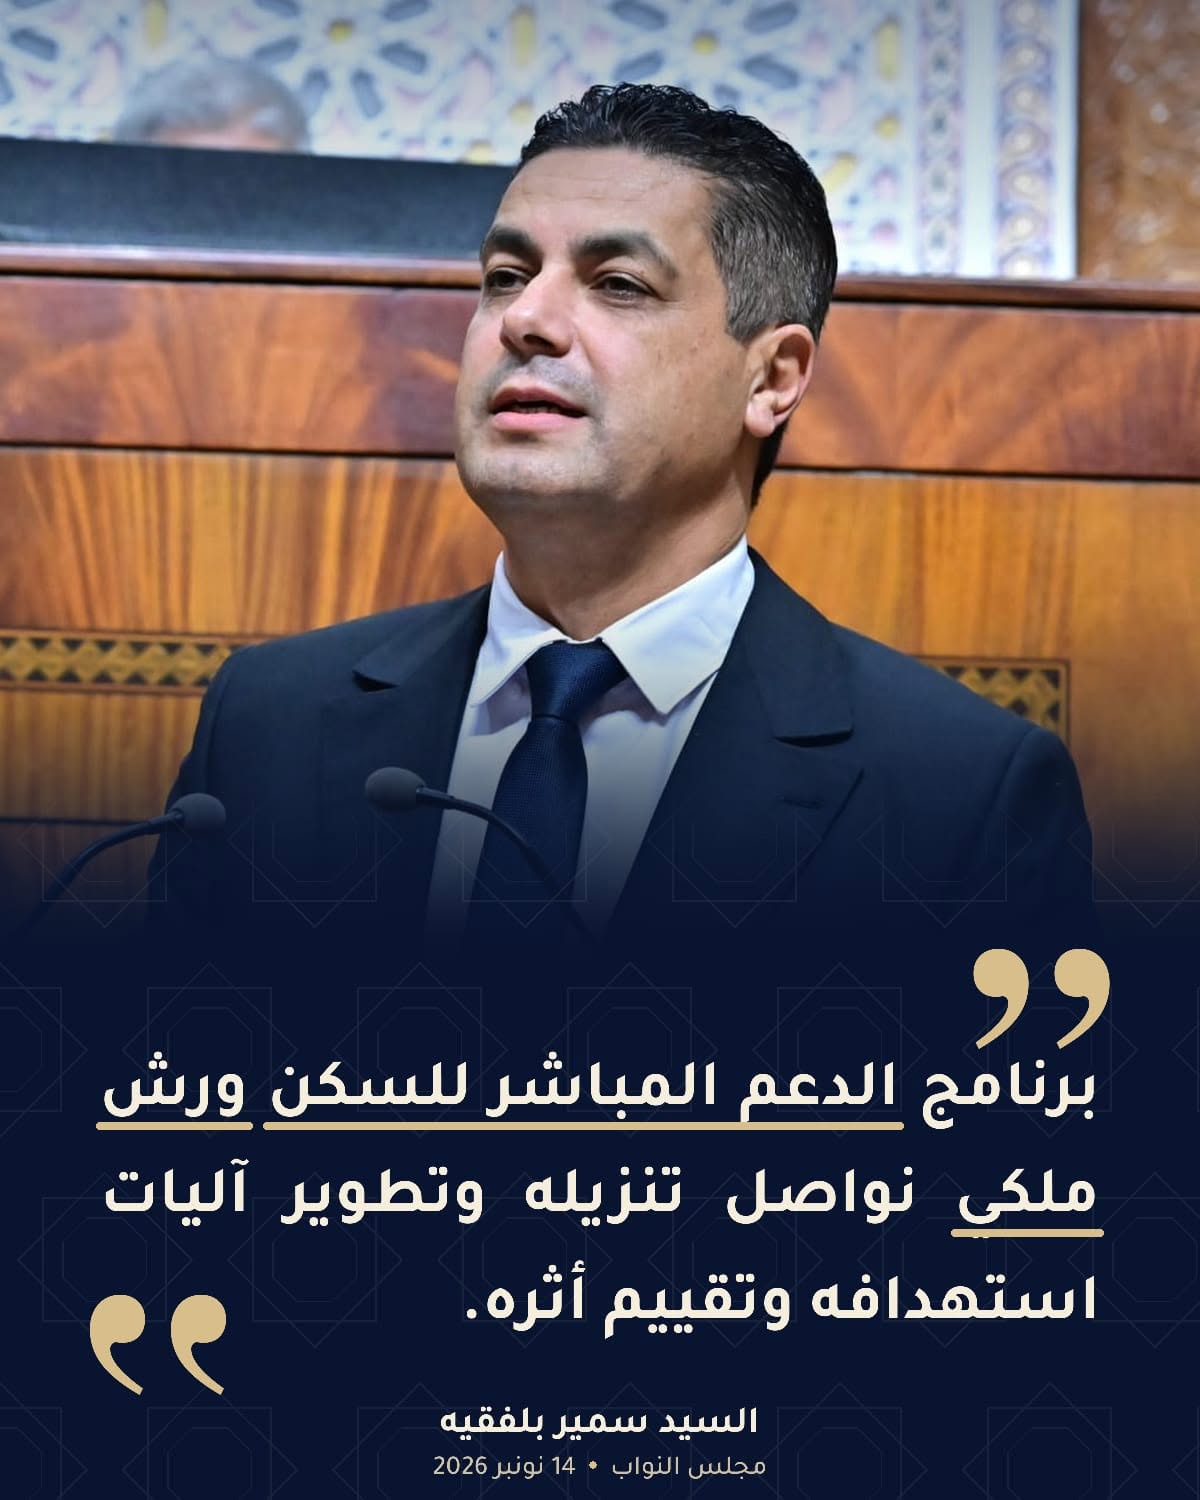 برنامج الدعم المباشر للسكن ورش
ملكي نواصل تنزيله وتطوير آليات
استهدافه وتقييم أثره.
السيد سمير بلفقيه
مجلس النواب • 14 نونبر 2026